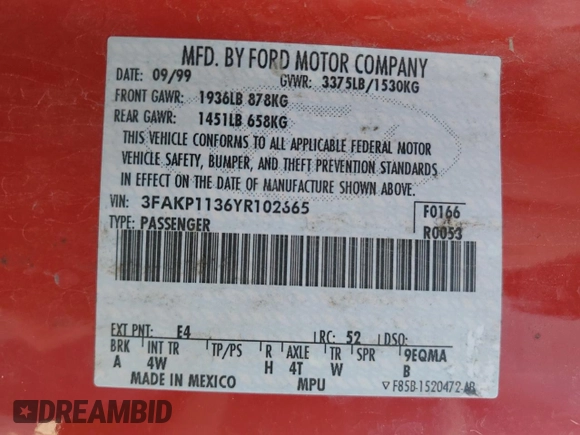 MFD. BY FORD MOTOR COMPANY
DATE: 09/99 GVWR: 3375LB/1530KG
FRONT GAWR: 1936LB 878KG
REAR GAWR: 1451LB 658KG
THIS VEHICLE CONFORMS TO ALL APPLICABLE FEDERAL MOTOR
VEHICLE SAFETY, BUMPER, AND THEFT PREVENTION STANDARDS
IN EFFECT ON THE DATE OF MANUFACTURE SHOWN ABOVE.
VIN: 3FAKP1136YR102665 F0166
TYPE: PASSENGER R0053
EXT PNT: E4 RC: 52 DSO:
BRK INT TR TP/PS R AXLE TR SPR 9EQMA
A 4W H 4T W B
MADE IN MEXICO MPU F85B-1520472-AB
DREAMBID